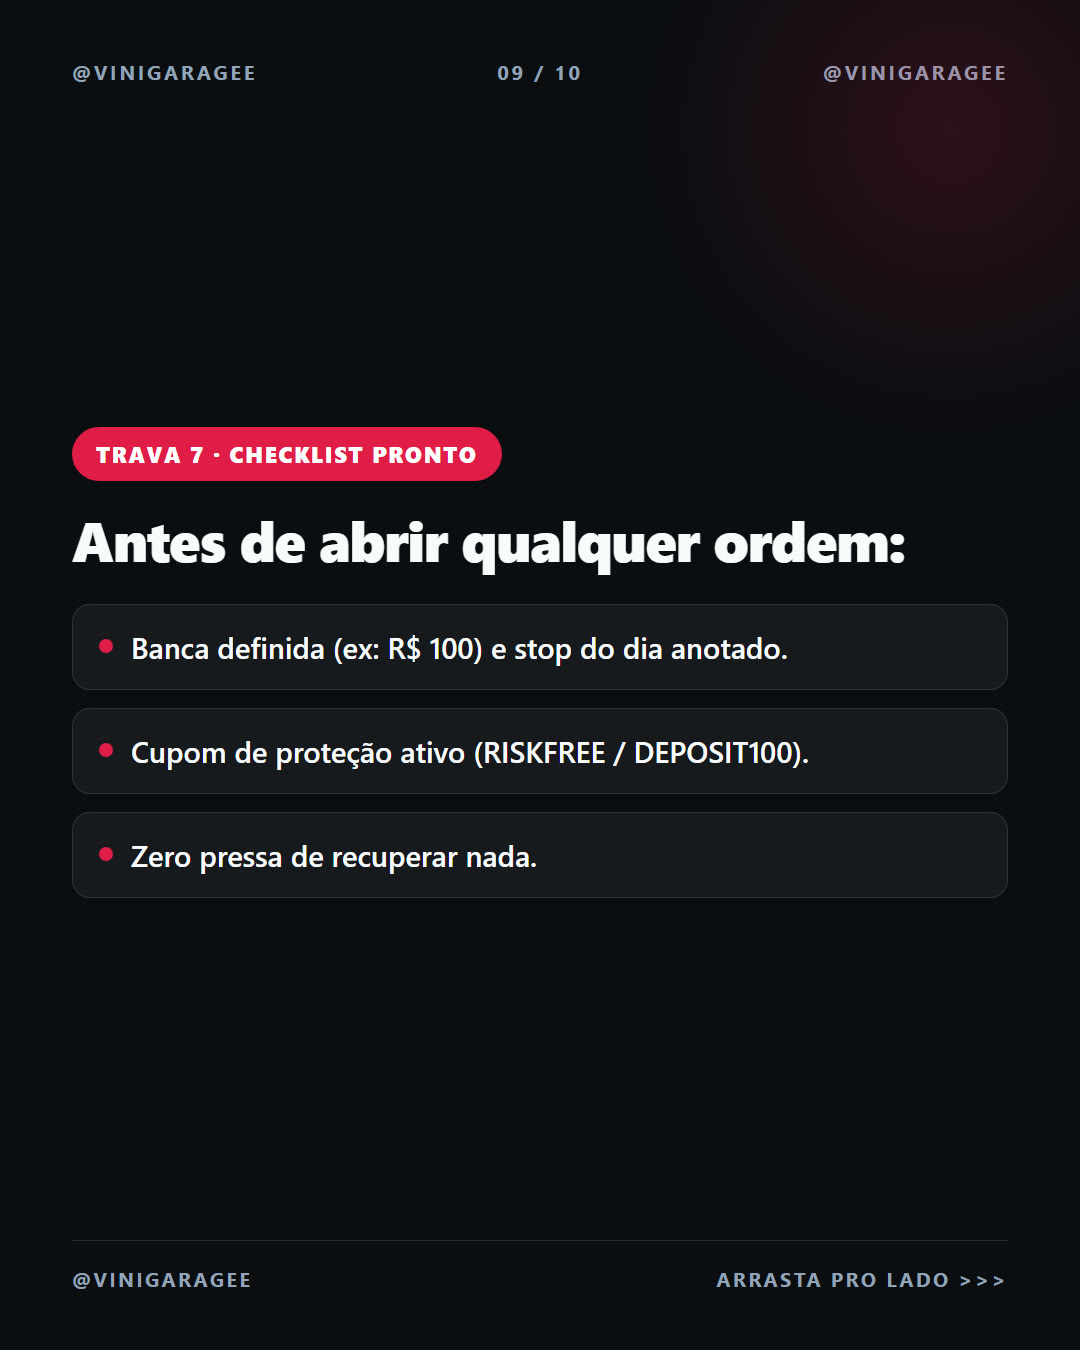 @VINIGARAGEE
09 / 10
@VINIGARAGEE
TRAVA 7 · CHECKLIST PRONTO
Antes de abrir qualquer ordem:
Banca definida (ex: R$ 100) e stop do dia anotado.
Cupom de proteção ativo (RISKFREE / DEPOSIT100).
Zero pressa de recuperar nada.
@VINIGARAGEE
ARRASTA PRO LADO >>>